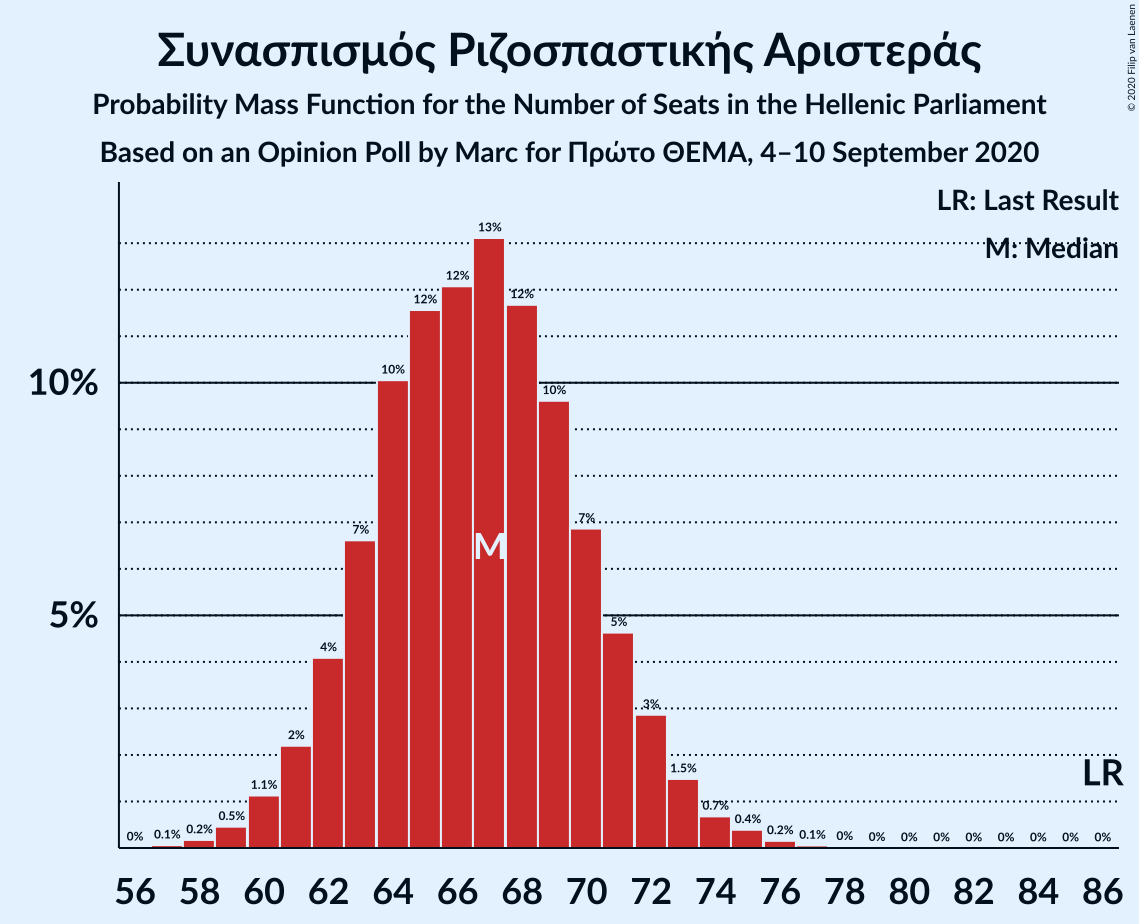 Συνασπισμός Ριζοσπαστικής Αριστεράς
Probability Mass Function for the Number of Seats in the Hellenic Parliament
Based on an Opinion Poll by Marc for Πρώτο ΘΕΜΑ, 4–10 September 2020
© 2020 Filip van Laenen
LR: Last Result
M: Median
13%
12%
12%
12%
10%
10%
10%
7%
7%
M
5%
5%
4%
3%
2%
1.5%
LR
1.1%
0.7%
0.5%
0.4%
0% 0.1% 0.2% 0.2% 0.1% 0% 0% 0% 0% 0% 0% 0% 0% 0%
56 58 60 62 64 66 68 70 72 74 76 78 80 82 84 86